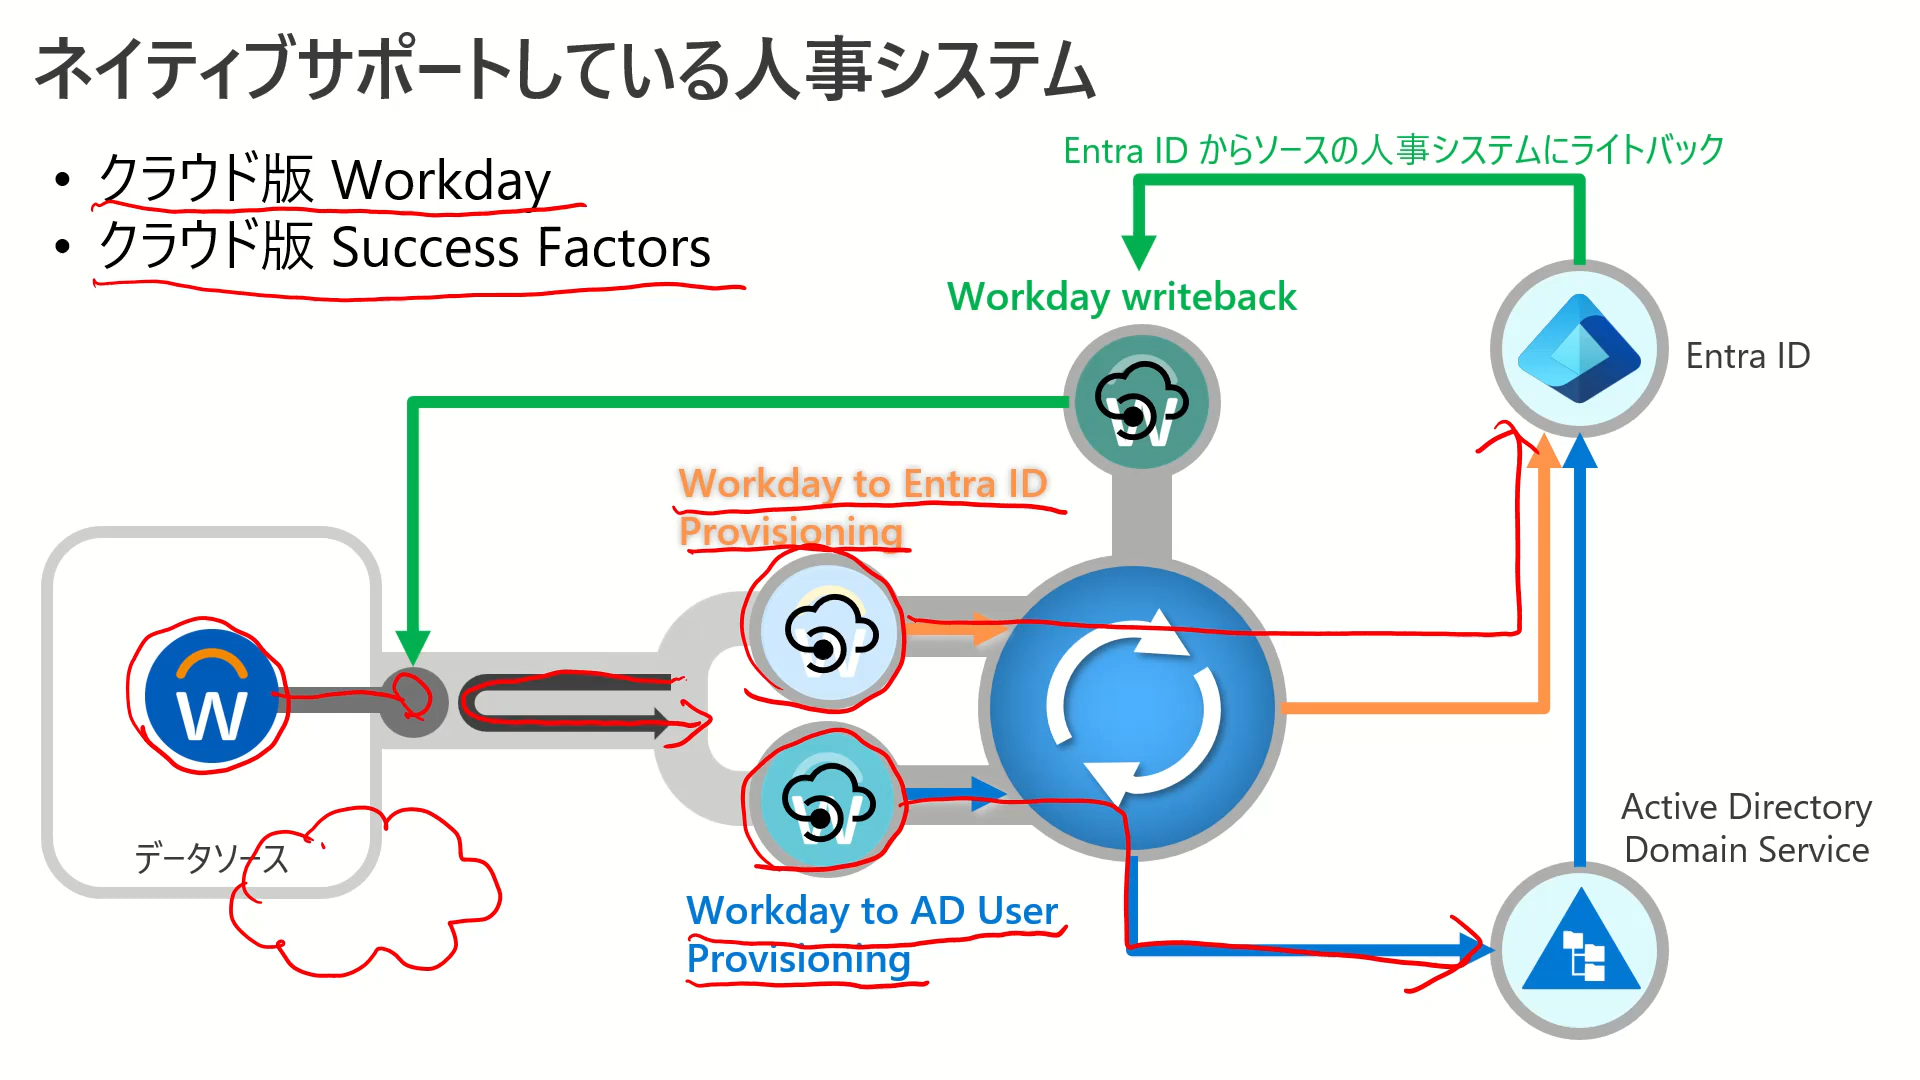 ネイティブサポートしている人事システム
• クラウド版 Workday
• クラウド版 Success Factors
Entra ID からソースの人事システムにライトバック
Workday writeback
Entra ID
Workday to Entra ID
Provisioning
W
W
W
W
データソース
Workday to AD User
Provisioning
Active Directory
Domain Service